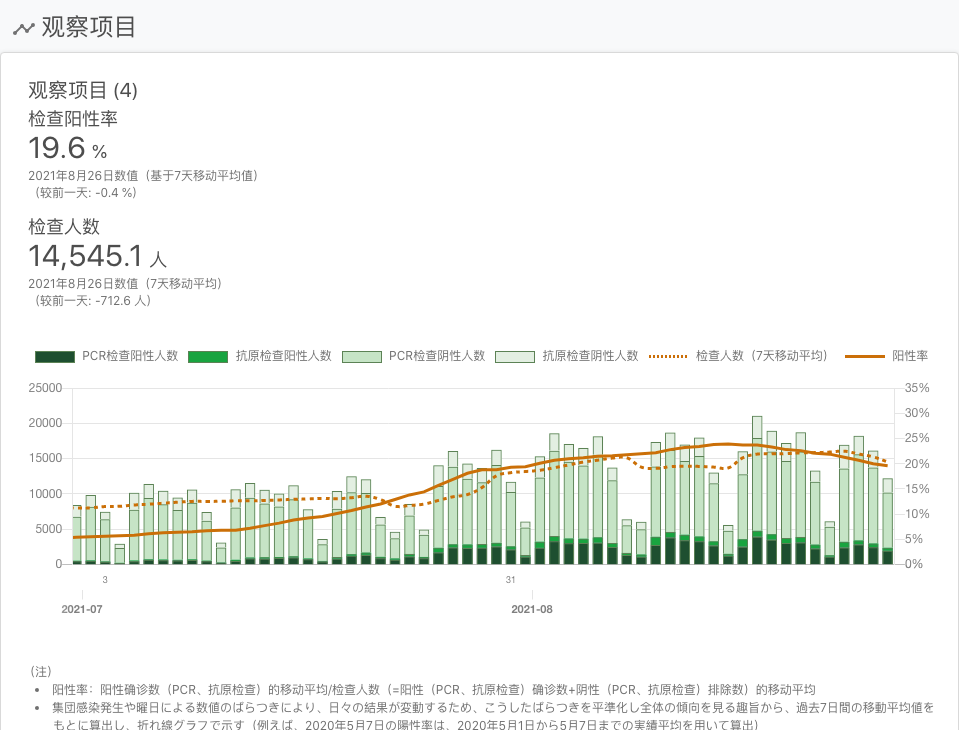 观察项目
观察项目 (4)
检查阳性率
19.6 %
2021年8月26日数值（基于7天移动平均值）
（较前一天: -0.4 %）
检查人数
14,545.1 人
2021年8月26日数值（7天移动平均）
（较前一天: -712.6 人）
PCR检查阳性人数 抗原检查阳性人数 PCR检查阴性人数 抗原检查阴性人数 检查人数（7天移动平均） 阳性率
25000 35%
20000 30%
15000 25%
10000 20%
5000 15%
0 10%
5%
0%
3 31
2021-07 2021-08
（注）
• 阳性率：阳性确诊数（PCR、抗原检查）的移动平均/检查人数（=阳性（PCR、抗原检查）确诊数+阴性（PCR、抗原检查）排除数）的移动平均
• 集団感染発生や曜日による数値のばらつきにより、日々の結果が変動するため、こうしたばらつきを平準化し全体の傾向を見る趣旨から、過去7日間の移動平均値を
もとに算出し、折れ線グラフで示す（例えば、2020年5月7日の陽性率は、2020年5月1日から5月7日までの実績平均を用いて算出）